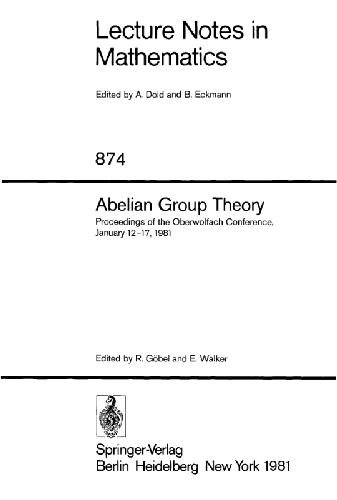 Lecture Notes in
Mathematics
Edited by A. Dold and B. Eckmann
874
Abelian Group Theory
Proceedings of the Oberwolfach Conference,
January 12–17, 1981
Edited by R. Göbel and E. Walker
Springer-Verlag
Berlin Heidelberg New York 1981